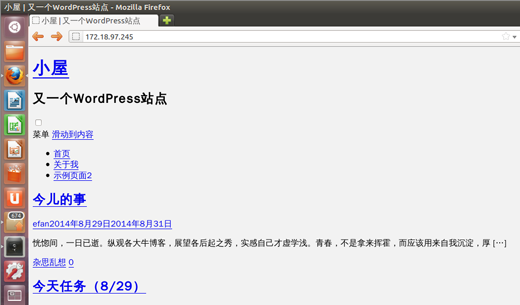 小屋 | 又一个WordPress站点 - Mozilla Firefox
小屋 | 又一个WordPress站点
172.18.97.245
小屋
又一个WordPress站点
菜单 滑动到内容
首页
关于我
示例页面2
今儿的事
efan2014年8月29日2014年8月31日
恍惚间，一日已逝。纵观各大牛博客，展望各后起之秀，实感自己才虚学浅。青春，不是拿来挥霍，而应该用来自我沉淀，厚 […]
杂思乱想 0
今天任务（8/29）